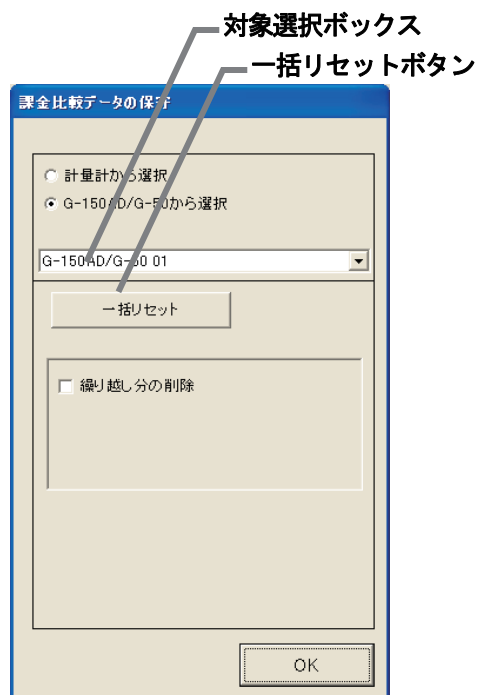 対象選択ボックス
一括リセットボタン
課金比較データの保守
計量計から選択
G-150AD/G-50から選択
G-150AD/G-50 01
一括リセット
繰り越し分の削除
OK